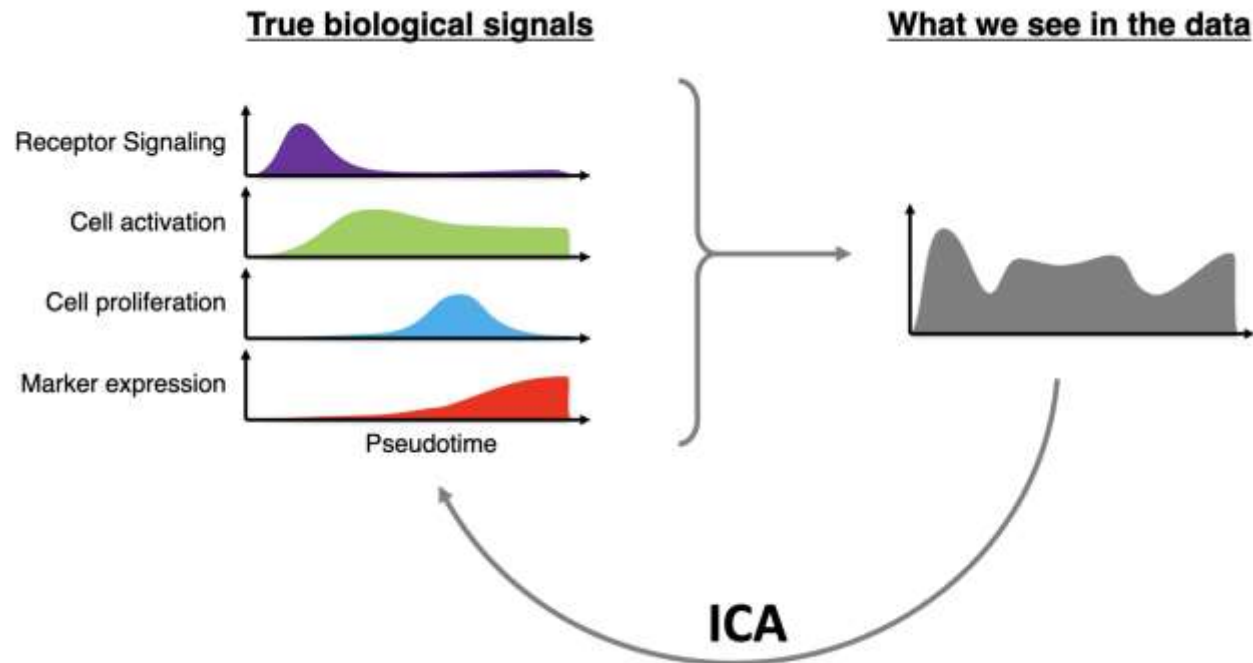 True biological signals
What we see in the data
Receptor Signaling
Cell activation
Cell proliferation
Marker expression
Pseudotime
ICA